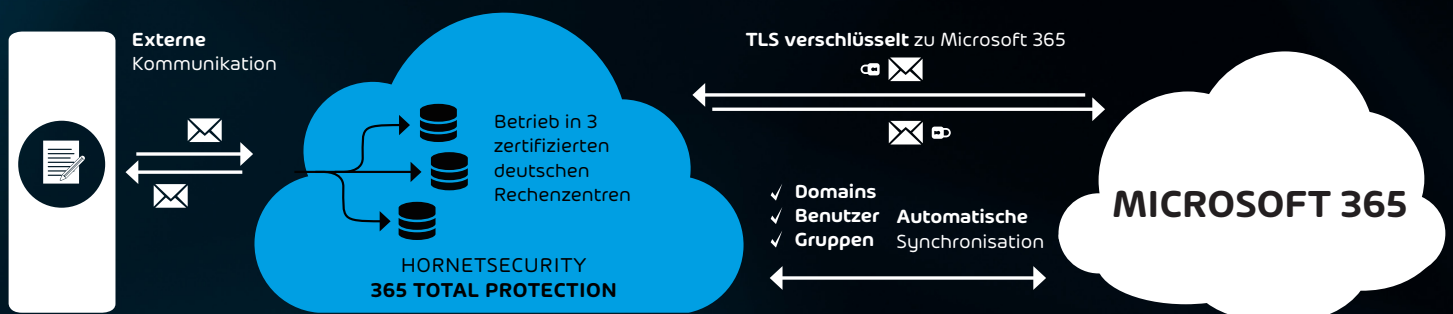 Externe
Kommunikation
TLS verschlüsselt zu Microsoft 365
Betrieb in 3
zertifizierten
deutschen
Rechenzentren
HORNETSECURITY
365 TOTAL PROTECTION
✓ Domains
✓ Benutzer
✓ Gruppen
Automatische
Synchronisation
MICROSOFT 365